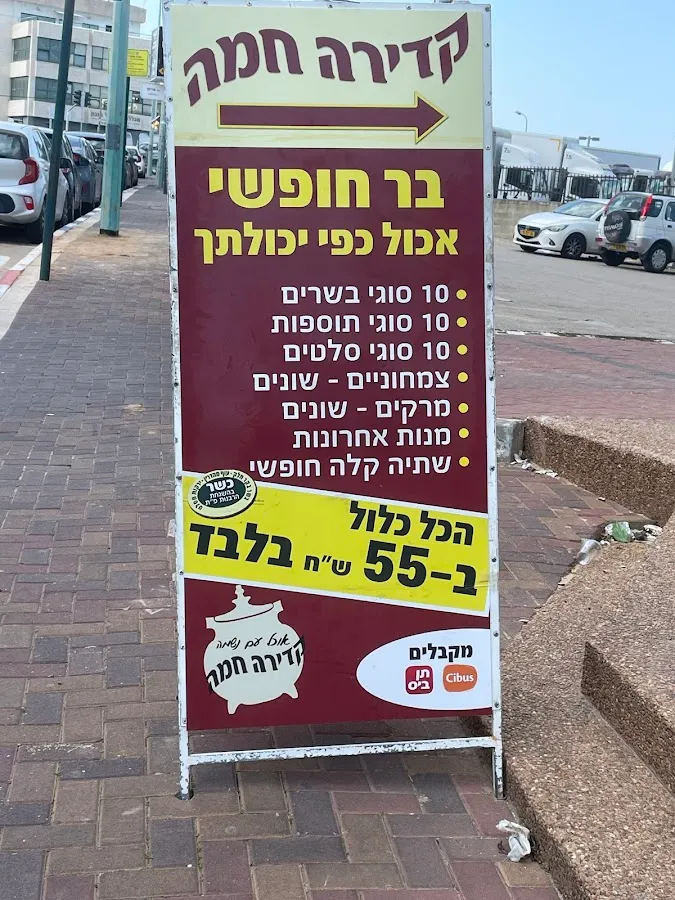 קדירה חמה
בר חופשי
אכול כפי יכולתך
• 10 סוגי בשרים
• 10 סוגי תוספות
• 10 סוגי סלטים
• צמחוניים - שונים
• מרקים - שונים
• מנות אחרונות
• שתיה קלה חופשי
כשר
בהשגחת
הרבנות פ"ת
הכל כלול
ב-55 ש"ח בלבד
אוכל עם נשמה
קדירה חמה
מקבלים
תן ביס
Cibus